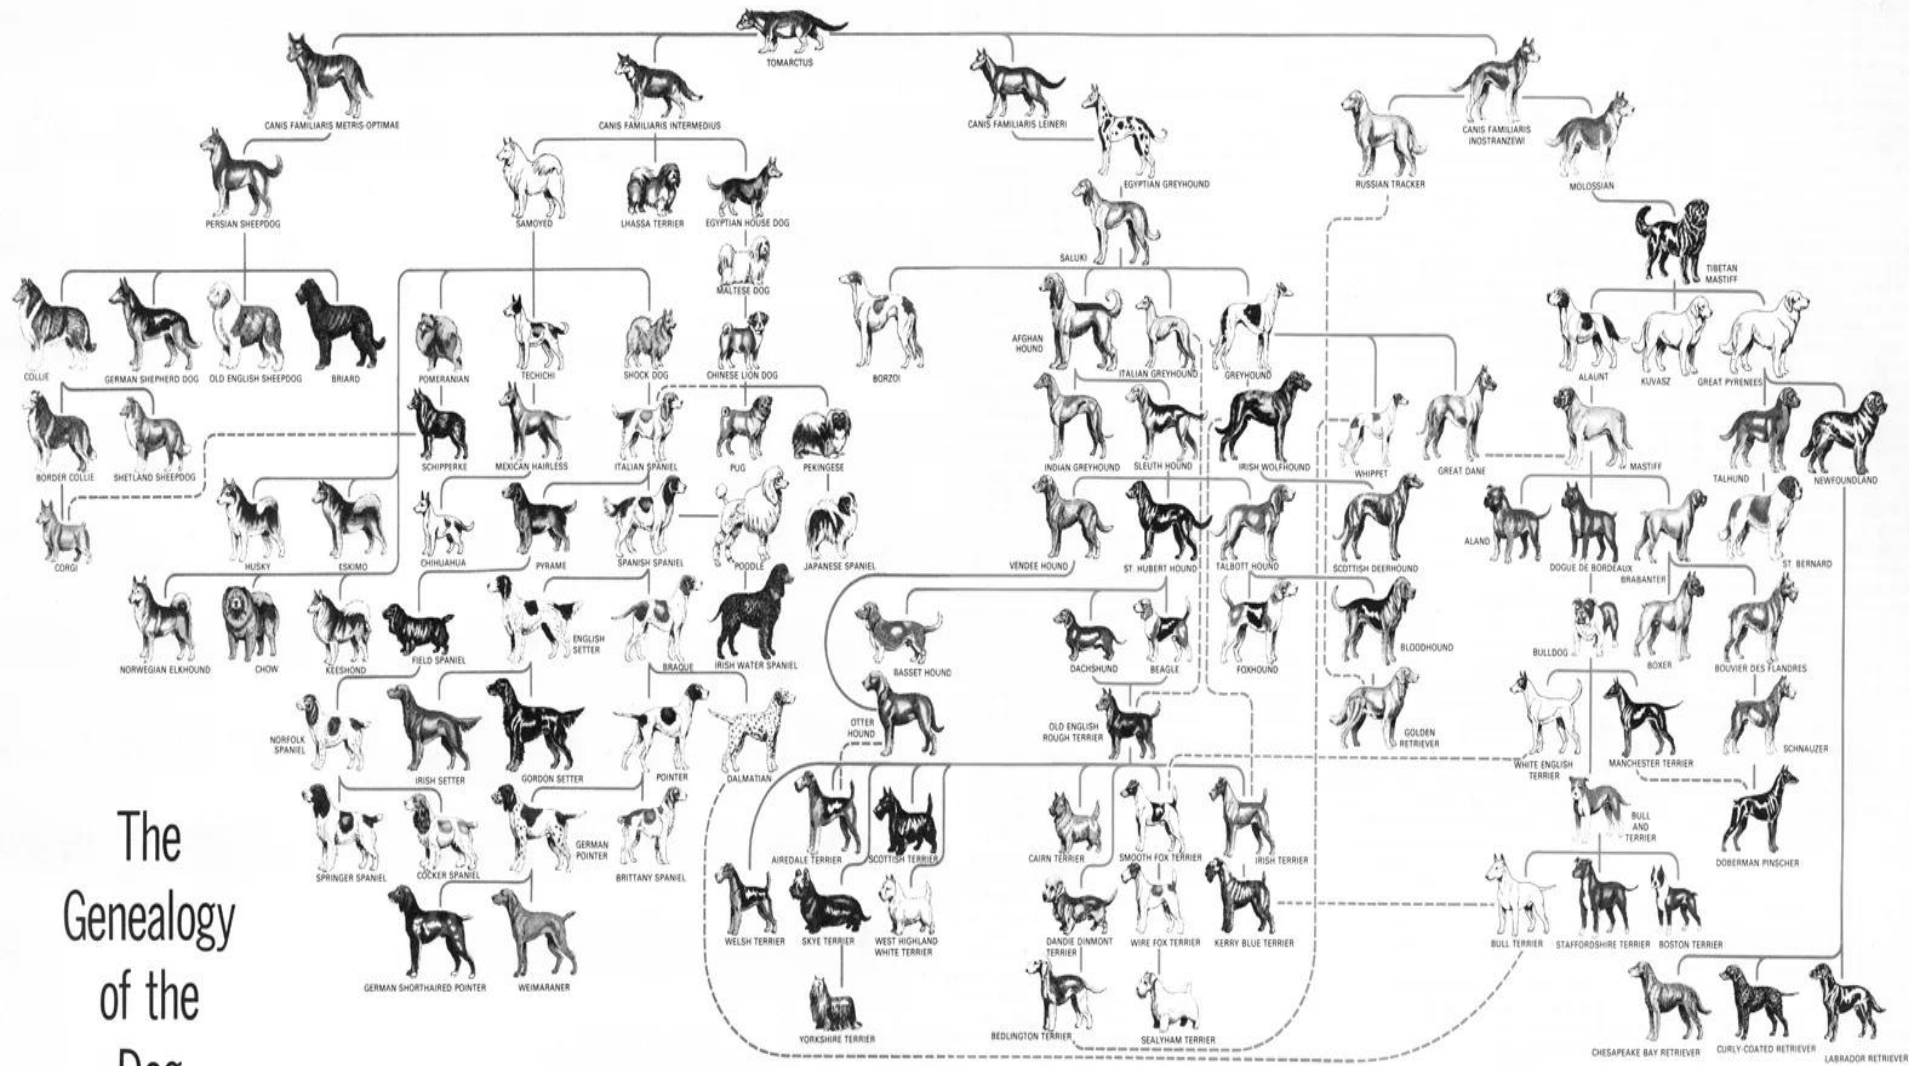 TOMARCTUS
CANIS FAMILIARIS METRIS-OPTIMAE
CANIS FAMILIARIS INTERMEDIUS
CANIS FAMILIARIS LEINERI
CANIS FAMILIARIS
INOSTRANZEWI
EGYPTIAN GREYHOUND
RUSSIAN TRACKER
MOLOSSIAN
PERSIAN SHEEPDOG
SAMOYED
LHASSA TERRIER
EGYPTIAN HOUSE DOG
SALUKI
TIBETAN
MASTIFF
MALTESE DOG
COLLIE
GERMAN SHEPHERD DOG
OLD ENGLISH SHEEPDOG
BRIARD
POMERANIAN
TECHICHI
SHOCK DOG
CHINESE LION DOG
BORZOI
AFGHAN
HOUND
ITALIAN GREYHOUND
GREYHOUND
ALAUNT
KUVASZ
GREAT PYRENEES
BORDER COLLIE
SHETLAND SHEEPDOG
SCHIPPERKE
MEXICAN HAIRLESS
ITALIAN SPANIEL
PUG
PEKINGESE
INDIAN GREYHOUND
SLEUTH HOUND
IRISH WOLFHOUND
WHIPPET
GREAT DANE
MASTIFF
TALHUND
NEWFOUNDLAND
CORGI
HUSKY
ESKIMO
CHIHUAHUA
PYRAME
SPANISH SPANIEL
POODLE
JAPANESE SPANIEL
VENDEE HOUND
ST. HUBERT HOUND
TALBOTT HOUND
SCOTTISH DEERHOUND
ALAND
DOGUE DE BORDEAUX
BRABANTER
ST. BERNARD
NORWEGIAN ELKHOUND
CHOW
KEESHOND
FIELD SPANIEL
ENGLISH
SETTER
BRAQUE
IRISH WATER SPANIEL
BASSET HOUND
DACHSHUND
BEAGLE
FOXHOUND
BLOODHOUND
BULLDOG
BOXER
BOUVIER DES FLANDRES
NORFOLK
SPANIEL
IRISH SETTER
GORDON SETTER
POINTER
DALMATIAN
OTTER
HOUND
OLD ENGLISH
ROUGH TERRIER
GOLDEN
RETRIEVER
WHITE ENGLISH
TERRIER
MANCHESTER TERRIER
SCHNAUZER
SPRINGER SPANIEL
COCKER SPANIEL
GERMAN
POINTER
BRITTANY SPANIEL
AIREDALE TERRIER
SCOTTISH TERRIER
CAIRN TERRIER
SMOOTH FOX TERRIER
IRISH TERRIER
BULL
AND
TERRIER
DOBERMAN PINSCHER
WELSH TERRIER
SKYE TERRIER
WEST HIGHLAND
WHITE TERRIER
DANDIE DINMONT
TERRIER
WIRE FOX TERRIER
KERRY BLUE TERRIER
BULL TERRIER
STAFFORDSHIRE TERRIER
BOSTON TERRIER
GERMAN SHORTHAIRED POINTER
WEIMARANER
YORKSHIRE TERRIER
BEDLINGTON TERRIER
SEALYHAM TERRIER
CHESAPEAKE BAY RETRIEVER
CURLY-COATED RETRIEVER
LABRADOR RETRIEVER
The
Genealogy
of the
Dog